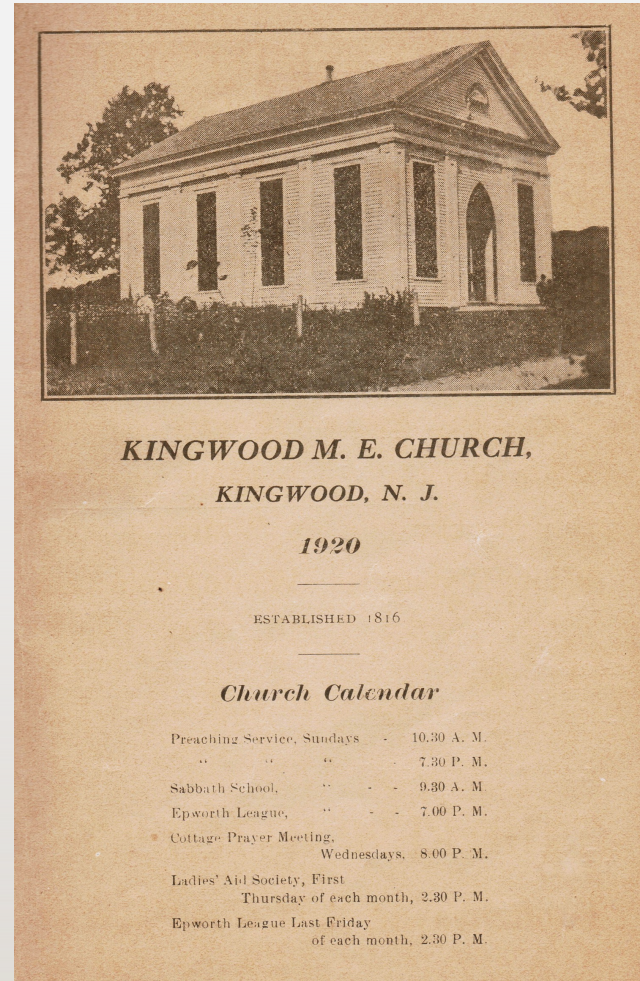 KINGWOOD M. E. CHURCH,
KINGWOOD, N. J.
1920
ESTABLISHED 1816
Church Calendar
Preaching Service, Sundays - 10.30 A. M.
“ “ “ - 7.30 P. M.
Sabbath School, “ - - 9.30 A. M.
Epworth League, “ - - 7.00 P. M.
Cottage Prayer Meeting,
Wednesdays, 8.00 P. M.
Ladies' Aid Society, First
Thursday of each month, 2.30 P. M.
Epworth League Last Friday
of each month, 2.30 P. M.